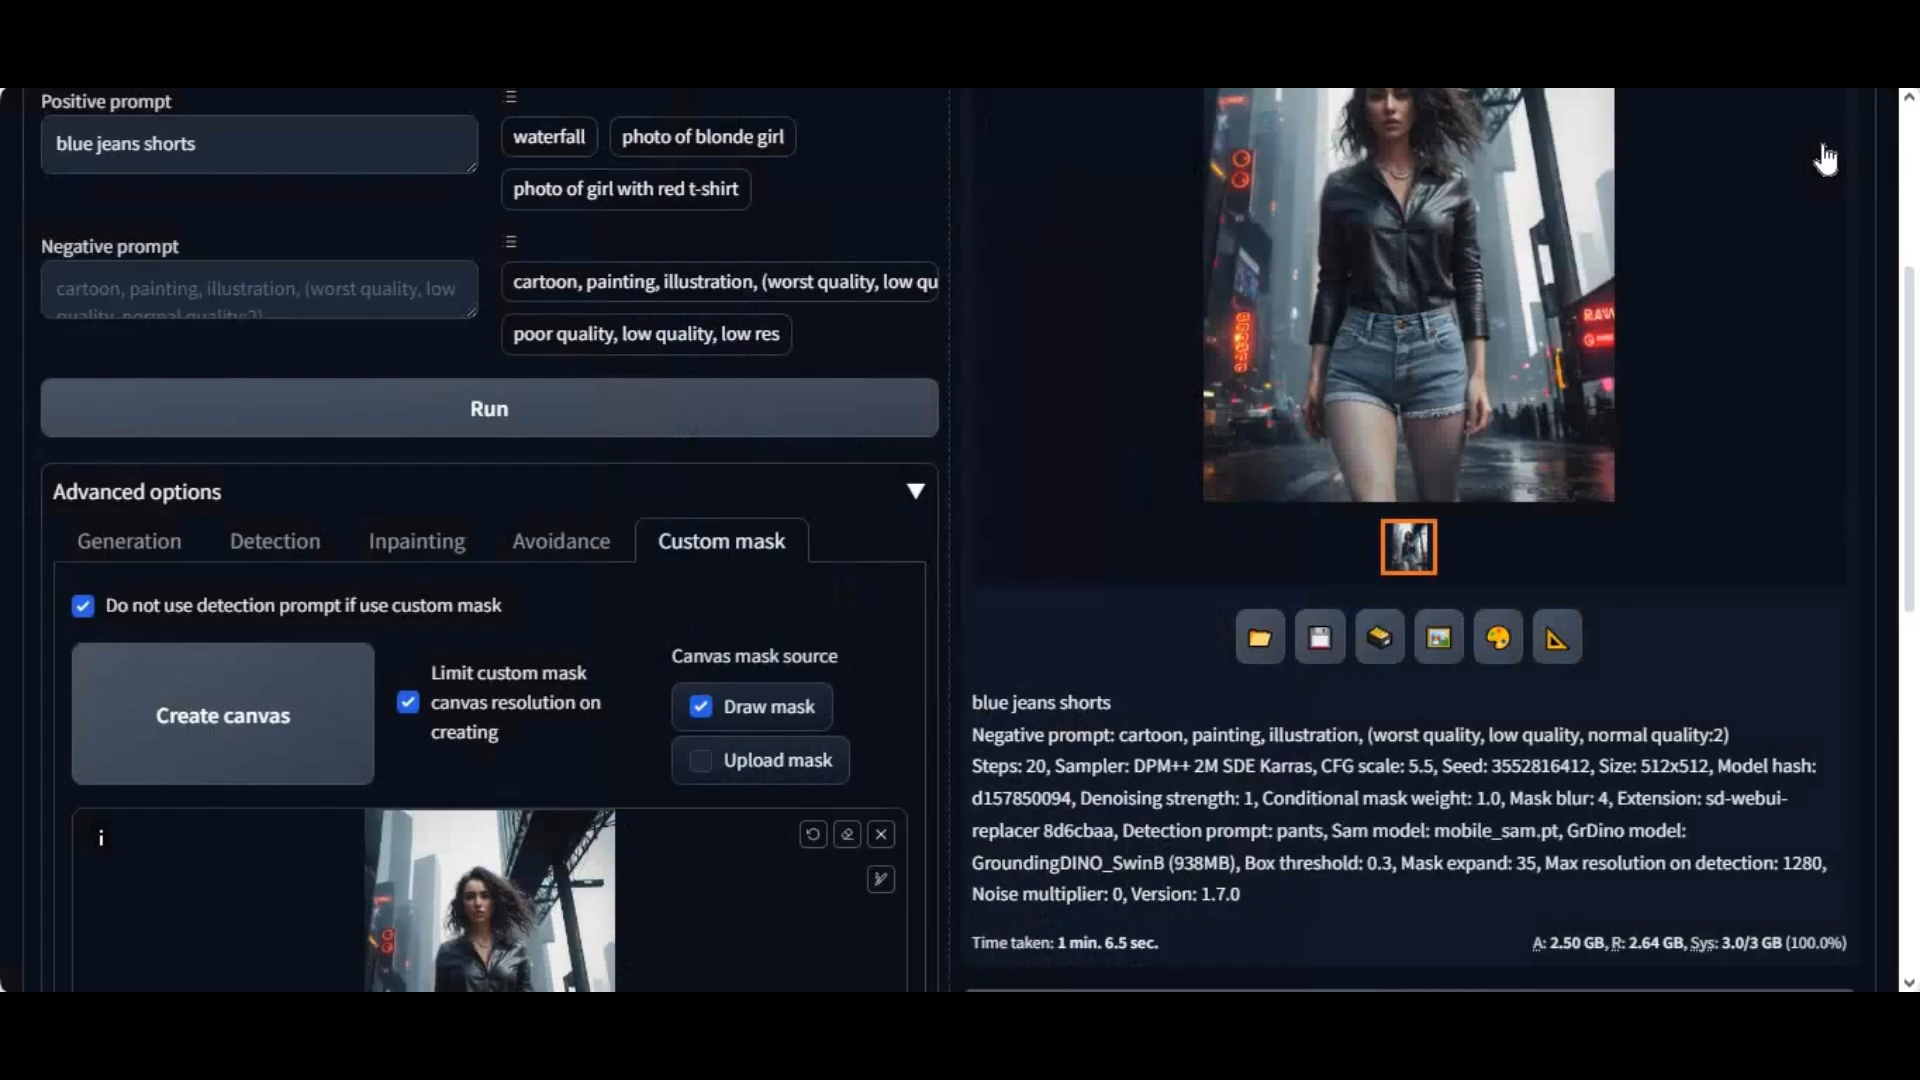 Positive prompt
blue jeans shorts
waterfall
photo of blonde girl
photo of girl with red t-shirt
Negative prompt
cartoon, painting, illustration, (worst quality, low
quality, normal quality:2)
cartoon, painting, illustration, (worst quality, low qu
poor quality, low quality, low res
Run
Advanced options
Generation
Detection
Inpainting
Avoidance
Custom mask
Do not use detection prompt if use custom mask
Create canvas
Limit custom mask
canvas resolution on
creating
Canvas mask source
Draw mask
Upload mask
i
RAW
blue jeans shorts
Negative prompt: cartoon, painting, illustration, (worst quality, low quality, normal quality:2)
Steps: 20, Sampler: DPM++ 2M SDE Karras, CFG scale: 5.5, Seed: 3552816412, Size: 512x512, Model hash:
d157850094, Denoising strength: 1, Conditional mask weight: 1.0, Mask blur: 4, Extension: sd-webui-
replacer 8d6cbaa, Detection prompt: pants, Sam model: mobile_sam.pt, GrDino model:
GroundingDINO_SwinB (938MB), Box threshold: 0.3, Mask expand: 35, Max resolution on detection: 1280,
Noise multiplier: 0, Version: 1.7.0
Time taken: 1 min. 6.5 sec.
A: 2.50 GB, R: 2.64 GB, Sys: 3.0/3 GB (100.0%)